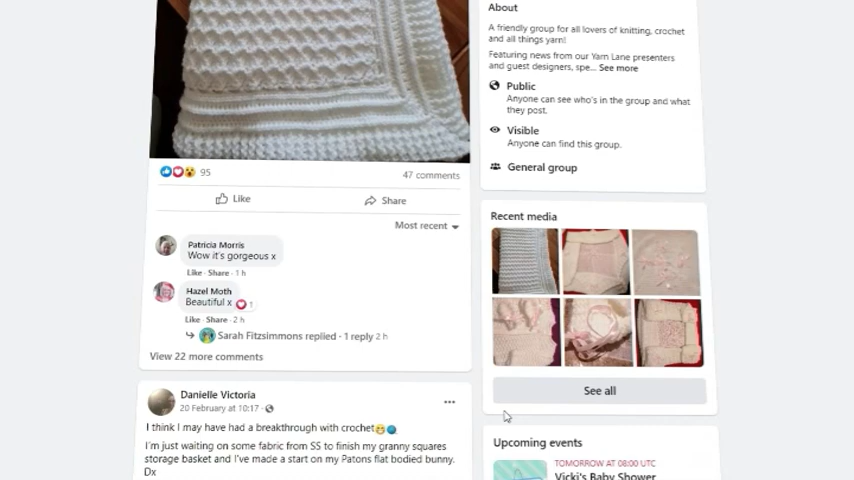 95
47 comments
Like
Share
Most recent
Patricia Morris
Wow it's gorgeous x
Like · Share · 1 h
Hazel Moth
Beautiful x
1
Like · Share · 2 h
Sarah Fitzsimmons replied · 1 reply 2 h
View 22 more comments
Danielle Victoria
20 February at 10:17 ·
I think I may have had a breakthrough with crochet
I'm just waiting on some fabric from SS to finish my granny squares
storage basket and I've made a start on my Patons flat bodied bunny.
Dx
About
A friendly group for all lovers of knitting, crochet
and all things yarn!
Featuring news from our Yarn Lane presenters
and guest designers, spe... See more
Public
Anyone can see who's in the group and what
they post.
Visible
Anyone can find this group.
General group
Recent media
See all
Upcoming events
TOMORROW AT 08:00 UTC
Vicki's Baby Shower